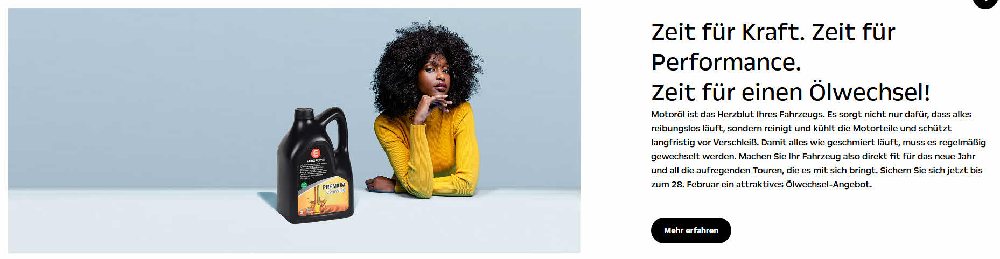 Zeit für Kraft. Zeit für
Performance.
Zeit für einen Ölwechsel!
Motoröl ist das Herzblut Ihres Fahrzeugs. Es sorgt nicht nur dafür, dass alles
reibungslos läuft, sondern reinigt und kühlt die Motorteile und schützt
langfristig vor Verschleiß. Damit alles wie geschmiert läuft, muss es regelmäßig
gewechselt werden. Machen Sie Ihr Fahrzeug also direkt fit für das neue Jahr
und all die aufregenden Touren, die es mit sich bringt. Sichern Sie sich jetzt bis
zum 28. Februar ein attraktives Ölwechsel-Angebot.
Mehr erfahren
E
EUROREPAR
PREMIUM
C2 5W-30